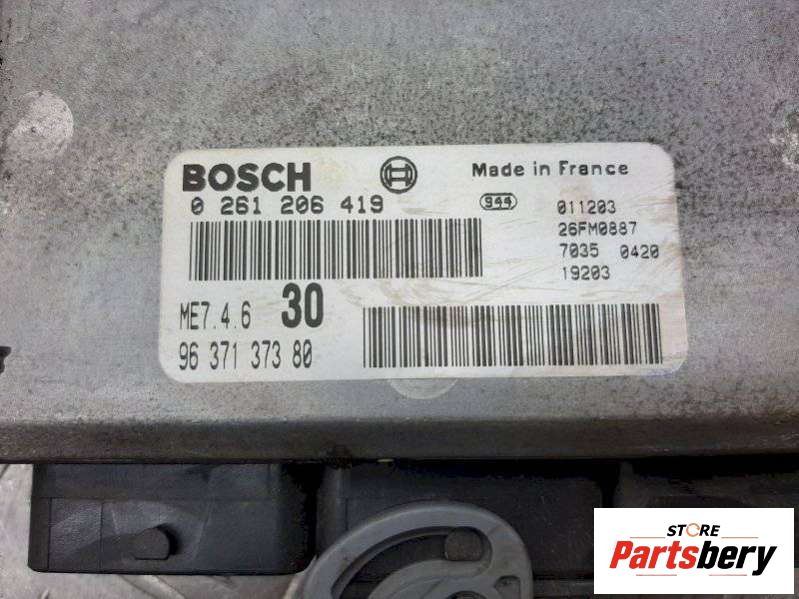 BOSCH
Made in France
0 261 206 419
944
011203
26FM0887
7035 0420
19203
ME7.4.6 30
96 371 373 80
STORE
Partsbery